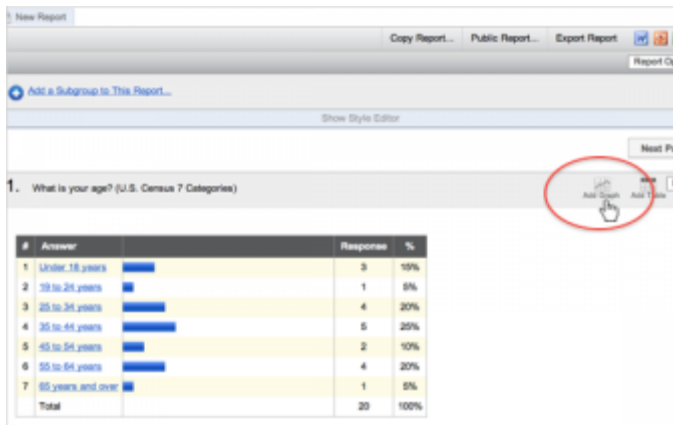 New Report
Copy Report... Public Report... Export Report
Report Op
Add a Subgroup to This Report...
Show Style Editor
Next P
1. What is your age? (U.S. Census 7 Categories)
Add Graph Add Table
# Answer Response %
1 Under 18 years 3 15%
2 19 to 24 years 1 5%
3 25 to 34 years 4 20%
4 35 to 44 years 5 25%
5 45 to 54 years 2 10%
6 55 to 64 years 4 20%
7 65 years and over 1 5%
Total 20 100%